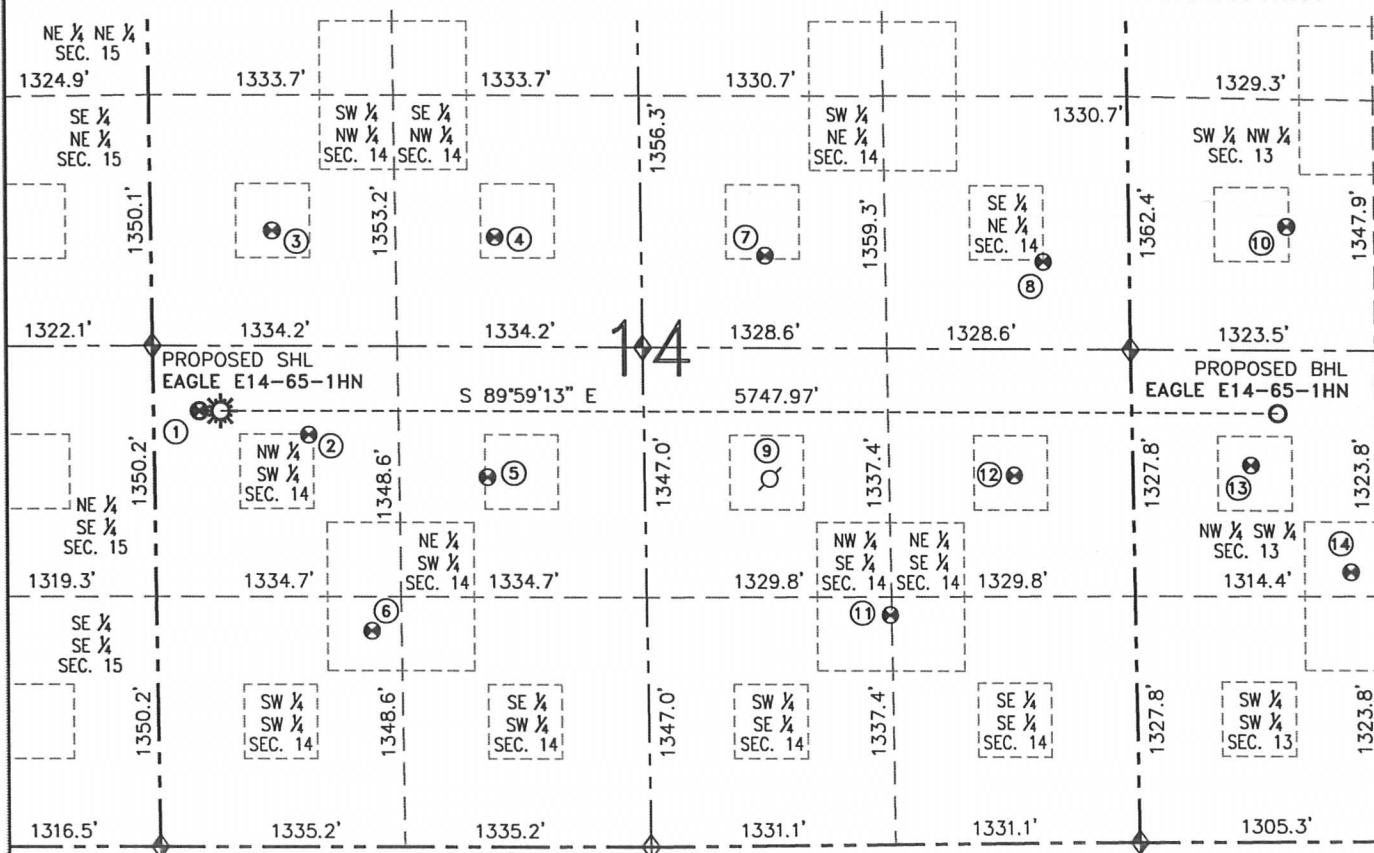 NE ¼ NE ¼
SEC. 15
1324.9'
1333.7'
1333.7'
1330.7'
1330.7'
1329.3'
SE ¼
NE ¼
SEC. 15
SW ¼
NW ¼
SEC. 14
SE ¼
NW ¼
SEC. 14
1356.3'
SW ¼
NE ¼
SEC. 14
SW ¼ NW ¼
SEC. 13
1350.1'
3
1353.2'
4
7
1359.3'
SE ¼
NE ¼
SEC. 14
8
1362.4'
10
1347.9'
1322.1'
1334.2'
1334.2'
14
1328.6'
1328.6'
1323.5'
PROPOSED SHL
EAGLE E14-65-1HN
S 89°59'13" E
5747.97'
PROPOSED BHL
EAGLE E14-65-1HN
1
2
1350.2'
NW ¼
SW ¼
SEC. 14
1348.6'
5
1347.0'
9
1337.4'
12
1327.8'
13
1323.8'
NE ¼
SE ¼
SEC. 15
NE ¼
SW ¼
SEC. 14
NW ¼
SE ¼
SEC. 14
NE ¼
SE ¼
SEC. 14
NW ¼ SW ¼
SEC. 13
14
1319.3'
1334.7'
1334.7'
1329.8'
1329.8'
1314.4'
6
11
SE ¼
SE ¼
SEC. 15
1350.2'
SW ¼
SW ¼
SEC. 14
1348.6'
SE ¼
SW ¼
SEC. 14
1347.0'
SW ¼
SE ¼
SEC. 14
1337.4'
SE ¼
SE ¼
SEC. 14
1327.8'
SW ¼
SW ¼
SEC. 13
1323.8'
1316.5'
1335.2'
1335.2'
1331.1'
1331.1'
1305.3'